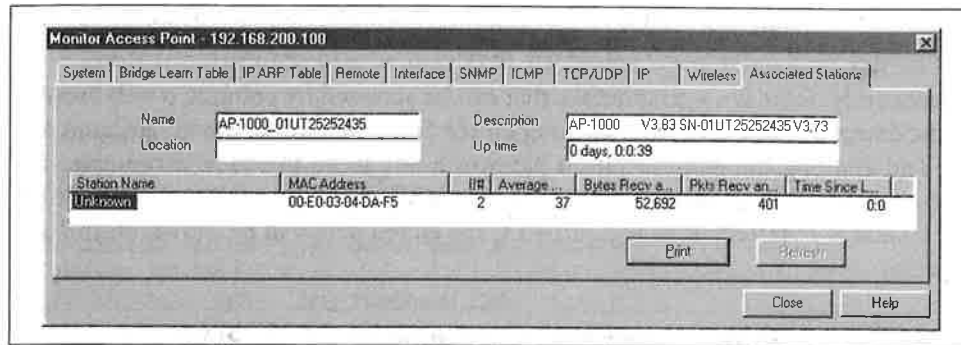 Monitor Access Point - 192.168.200.100
System Bridge Learn Table IP ARP Table Remote Interface SNMP ICMP TCP/UDP IP Wireless Associated Stations
Name AP-1000_01UT25252435 Description AP-1000 V3,83 SN-01UT25252435 V3,73
Location Up time 0 days, 0:0:39
Station Name MAC Address If# Average ... Bytes Recv a... Pkts Recv an... Time Since L...
Unknown 00-E0-03-04-DA-F5 2 37 52,692 401 0:0
Print Refresh
Close Help